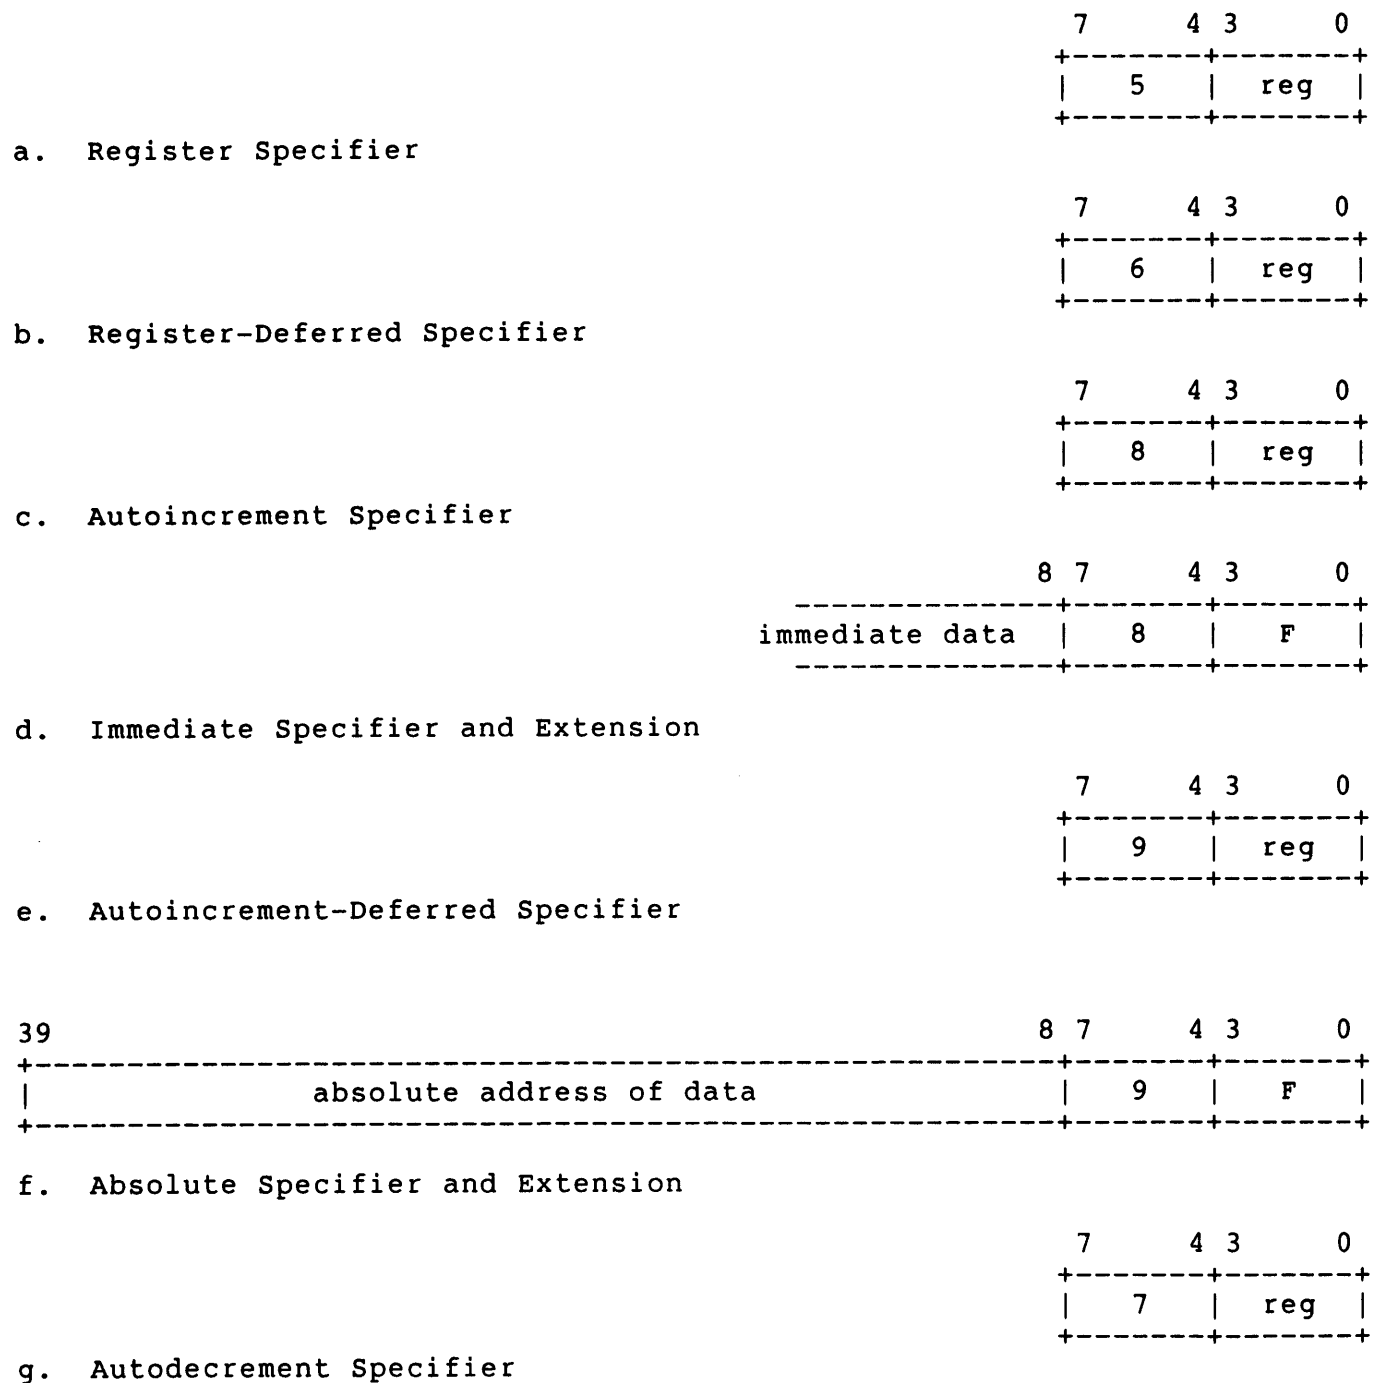 7 4 3 0
+-------+-------+
| 5 | reg |
+-------+-------+
a. Register Specifier
7 4 3 0
+-------+-------+
| 6 | reg |
+-------+-------+
b. Register-Deferred Specifier
7 4 3 0
+-------+-------+
| 8 | reg |
+-------+-------+
c. Autoincrement Specifier
8 7 4 3 0
--------------+-------+-------+
immediate data | 8 | F |
--------------+-------+-------+
d. Immediate Specifier and Extension
7 4 3 0
+-------+-------+
| 9 | reg |
+-------+-------+
e. Autoincrement-Deferred Specifier
39 8 7 4 3 0
+-------------------------------------------------------+-------+-------+
| absolute address of data | 9 | F |
+-------------------------------------------------------+-------+-------+
f. Absolute Specifier and Extension
7 4 3 0
+-------+-------+
| 7 | reg |
+-------+-------+
g. Autodecrement Specifier